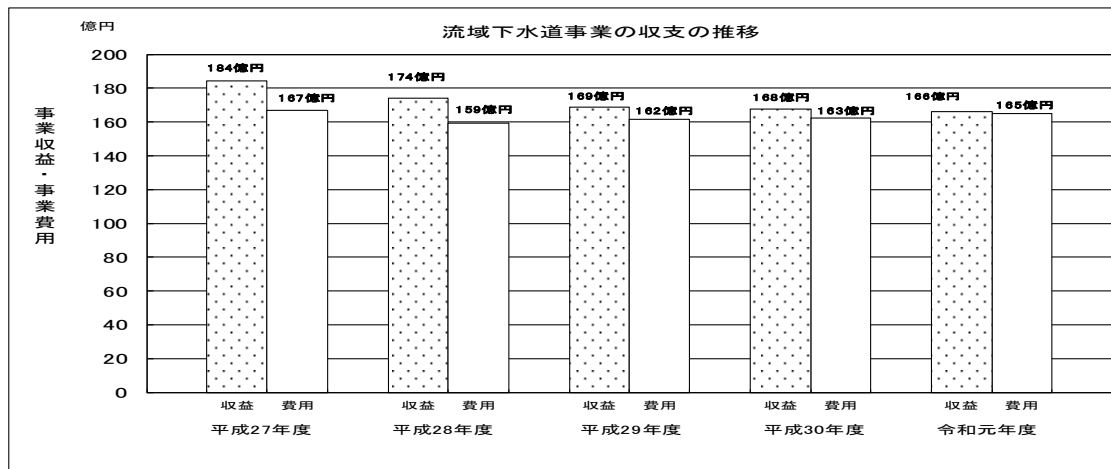 億円
流域下水道事業の収支の推移
200
180
160
140
120
100
80
60
40
20
0
事業収益・事業費用
184億円
167億円
174億円
159億円
169億円
162億円
168億円
163億円
166億円
165億円
収益 費用 収益 費用 収益 費用 収益 費用 収益 費用
平成27年度 平成28年度 平成29年度 平成30年度 令和元年度